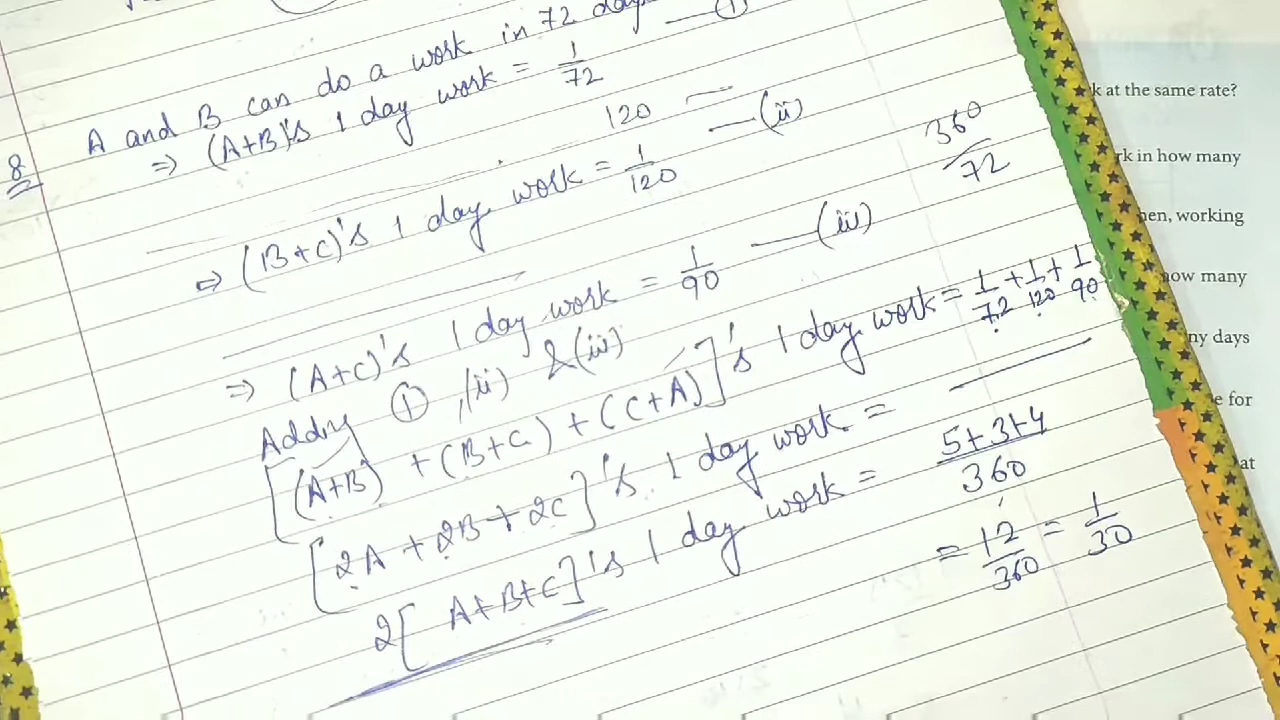 8
A and B can do a work in 72 days — (i)
⇒ (A+B)'s 1 day work = 1/72
120 — (ii)
⇒ (B+C)'s 1 day work = 1/120
360/72
⇒ (A+C)'s 1 day work = 1/90 — (iii)
Adding (i), (ii) & (iii)
[(A+B) + (B+C) + (C+A)]'s 1 day work = 1/72 + 1/120 + 1/90
[2A + 2B + 2C]'s 1 day work =
2[A+B+C]'s 1 day work = 5+3+4/360
= 12/360 = 1/30
k at the same rate?
rk in how many
hen, working
ow many
ny days
e for
at